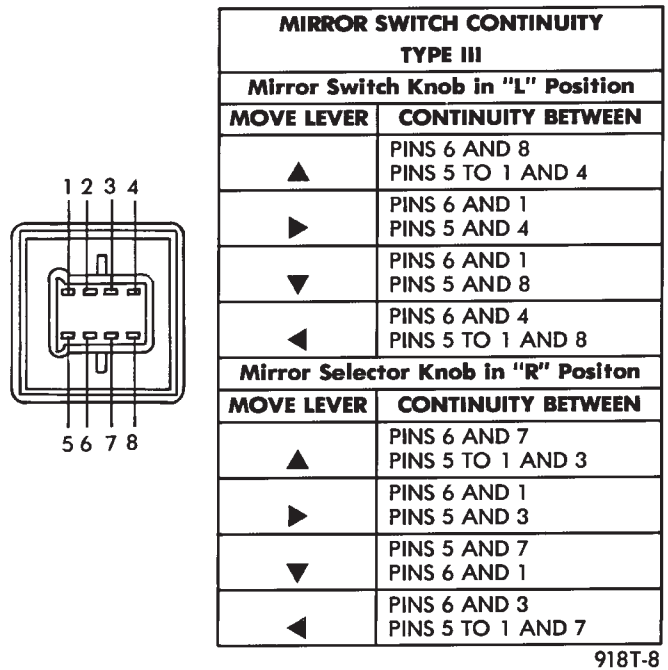 MIRROR SWITCH CONTINUITY
TYPE III
Mirror Switch Knob in "L" Position
MOVE LEVER CONTINUITY BETWEEN
PINS 6 AND 8
PINS 5 TO 1 AND 4
PINS 6 AND 1
PINS 5 AND 4
PINS 6 AND 1
PINS 5 AND 8
PINS 6 AND 4
PINS 5 TO 1 AND 8
Mirror Selector Knob in "R" Positon
MOVE LEVER CONTINUITY BETWEEN
PINS 6 AND 7
PINS 5 TO 1 AND 3
PINS 6 AND 1
PINS 5 AND 3
PINS 5 AND 7
PINS 6 AND 1
PINS 6 AND 3
PINS 5 TO 1 AND 7
1 2 3 4
5 6 7 8
918T-8